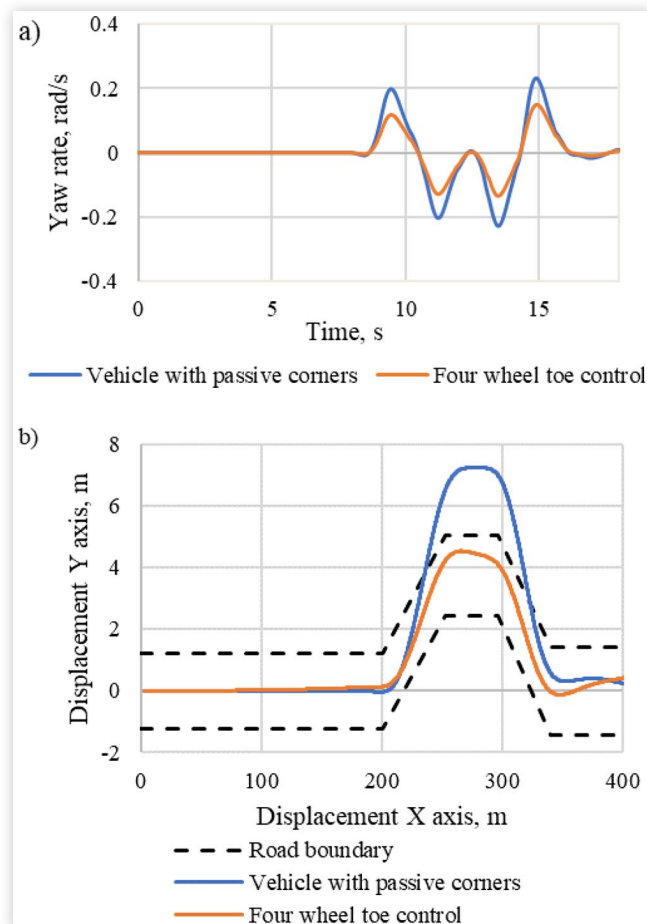 a)
0.4
0.2
0
-0.2
-0.4
Yaw rate, rad/s
0 5 10 15
Time, s
Vehicle with passive corners Four wheel toe control
b)
8
6
4
2
0
-2
Displacement Y axis, m
0 100 200 300 400
Displacement X axis, m
Road boundary
Vehicle with passive corners
Four wheel toe control